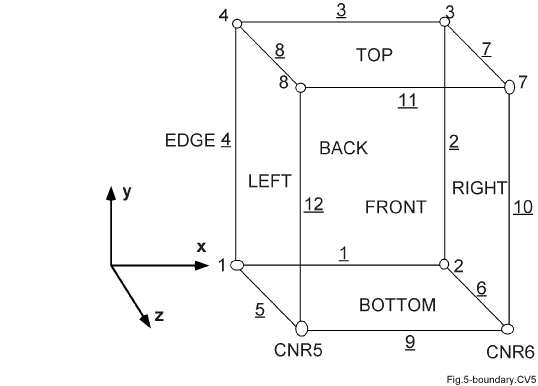 4 3 3
8 TOP 7
8 7
11
EDGE 4 BACK 2
LEFT RIGHT
12 FRONT 10
y
x
z
1 1 2
5 BOTTOM 6
CNR5 9 CNR6
Fig.5-boundary.CV5